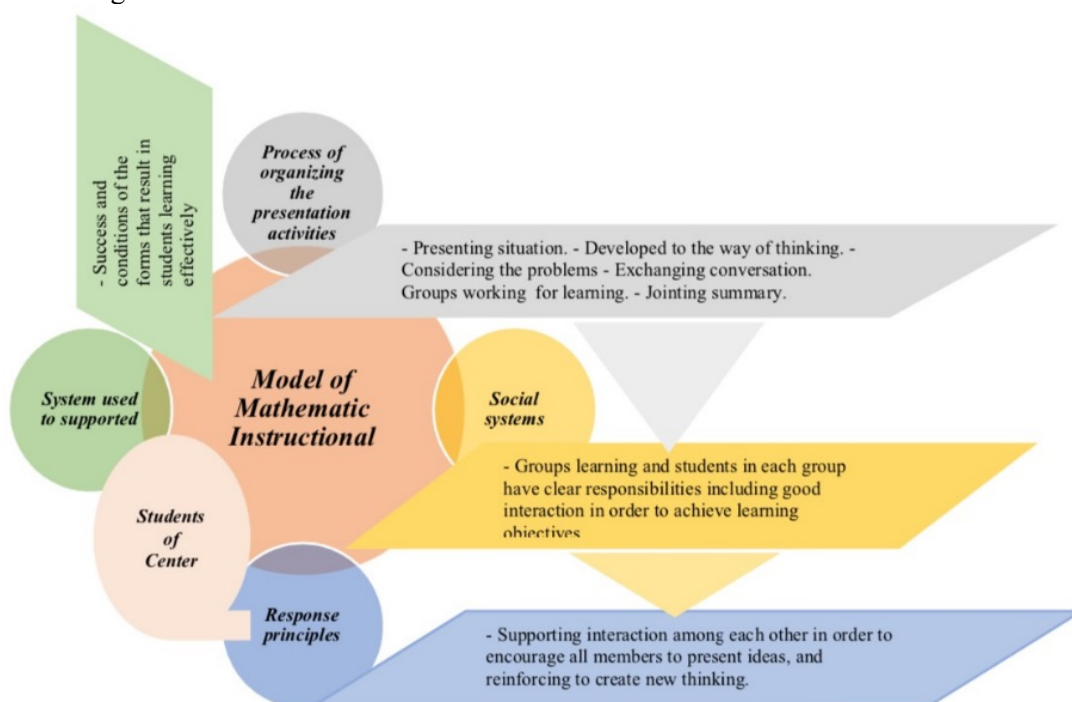 - Success and
conditions of the
forms that result in
students learning
effectively
Process of
organizing
the
presentation
activities
- Presenting situation. - Developed to the way of thinking. -
Considering the problems - Exchanging conversation.
Groups working for learning. - Jointing summary.
Model of
Mathematic
Instructional
System used
to supported
Social
systems
- Groups learning and students in each group
have clear responsibilities including good
interaction in order to achieve learning
objectives
Students
of
Center
Response
principles
- Supporting interaction among each other in order to
encourage all members to present ideas, and
reinforcing to create new thinking.